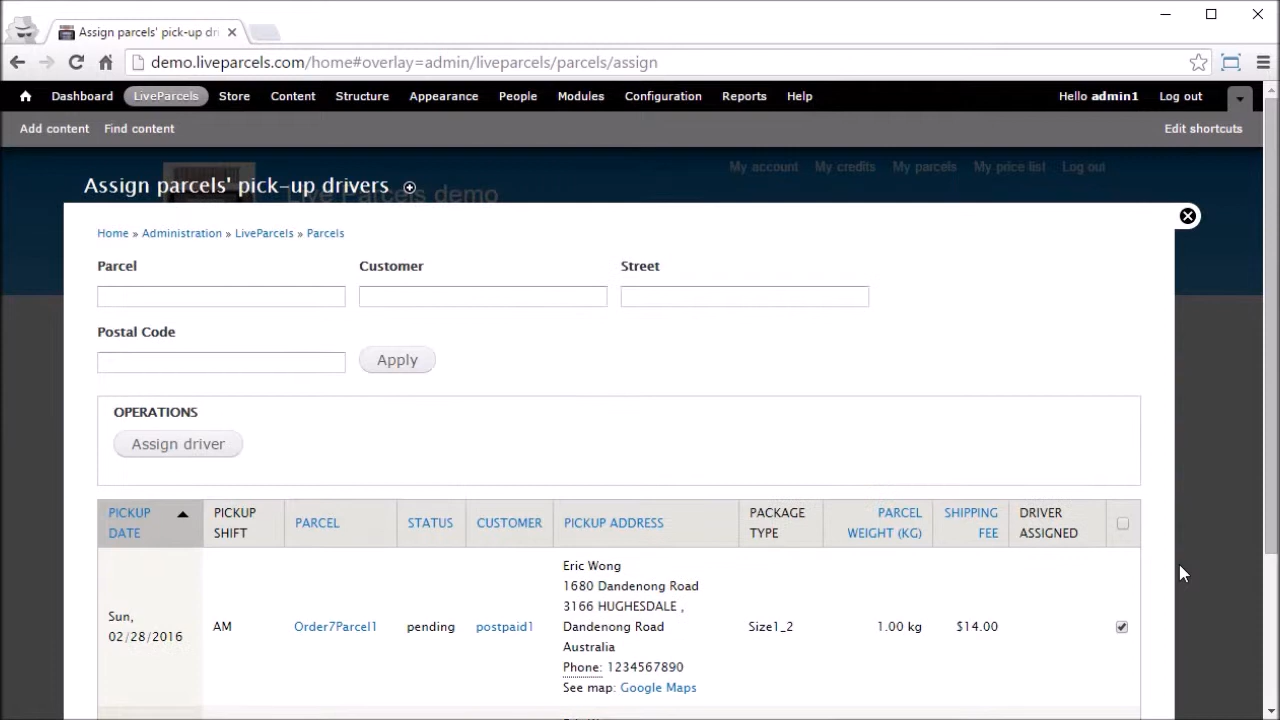 Assign parcels' pick-up dri
demo.liveparcels.com/home#overlay=admin/liveparcels/parcels/assign
Dashboard LiveParcels Store Content Structure Appearance People Modules Configuration Reports Help Hello admin1 Log out
Add content Find content Edit shortcuts
My account My credits My parcels My price list Log out
Assign parcels' pick-up drivers
Live Parcels demo
Home » Administration » LiveParcels » Parcels
Parcel Customer Street
Postal Code
Apply
OPERATIONS
Assign driver
PICKUP DATE PICKUP SHIFT PARCEL STATUS CUSTOMER PICKUP ADDRESS PACKAGE TYPE PARCEL WEIGHT (KG) SHIPPING FEE DRIVER ASSIGNED
Eric Wong
1680 Dandenong Road
3166 HUGHESDALE ,
Sun, 02/28/2016 AM Order7Parcel1 pending postpaid1 Dandenong Road Size1_2 1.00 kg $14.00
Australia
Phone: 1234567890
See map: Google Maps